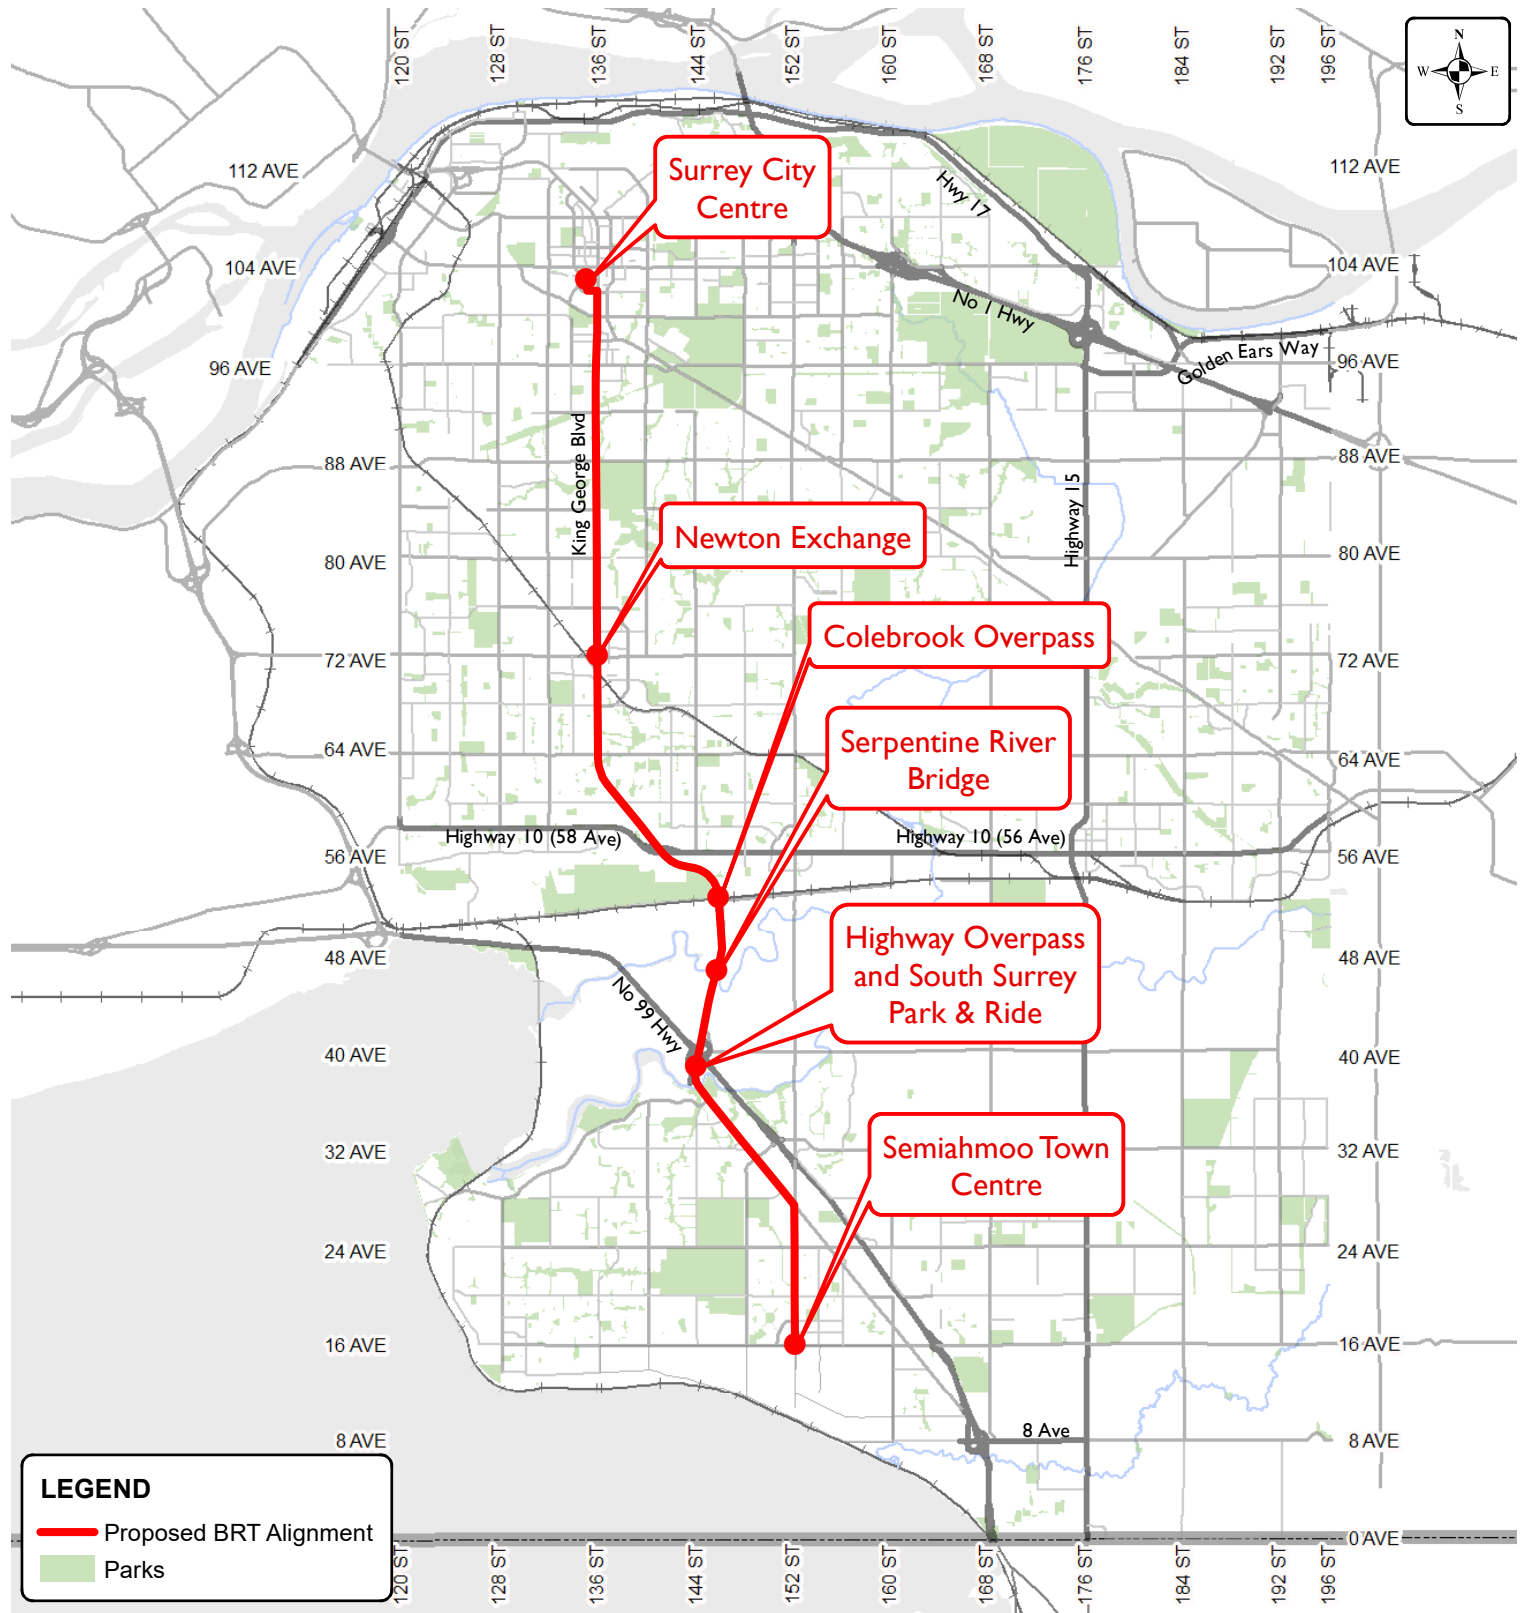 120 ST
128 ST
136 ST
144 ST
152 ST
160 ST
168 ST
176 ST
184 ST
192 ST
196 ST
N
W
E
S
112 AVE
112 AVE
Surrey City
Centre
Hwy 17
104 AVE
104 AVE
No 1 Hwy
Golden Ears Way
96 AVE
96 AVE
King George Blvd
88 AVE
88 AVE
Highway 15
Newton Exchange
80 AVE
80 AVE
Colebrook Overpass
72 AVE
72 AVE
Serpentine River
Bridge
64 AVE
64 AVE
Highway 10 (58 Ave)
Highway 10 (56 Ave)
56 AVE
56 AVE
Highway Overpass
and South Surrey
Park & Ride
48 AVE
48 AVE
No 99 Hwy
40 AVE
40 AVE
Semiahmoo Town
Centre
32 AVE
32 AVE
24 AVE
24 AVE
16 AVE
16 AVE
8 Ave
8 AVE
8 AVE
LEGEND
Proposed BRT Alignment
Parks
0 AVE
120 ST
128 ST
136 ST
144 ST
152 ST
160 ST
168 ST
176 ST
184 ST
192 ST
196 ST